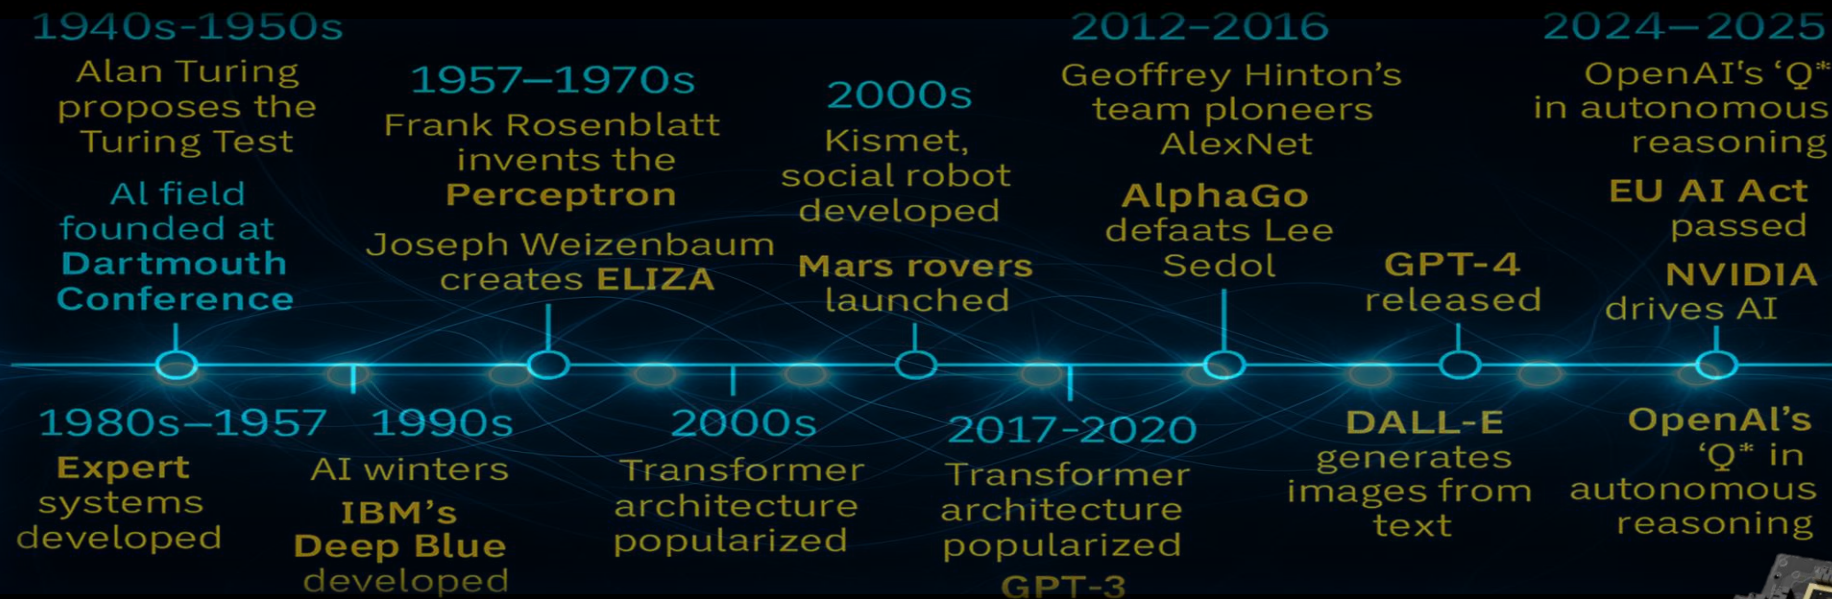 1940s-1950s
Alan Turing
proposes the
Turing Test
AI field
founded at
Dartmouth
Conference
1957–1970s
Frank Rosenblatt
invents the
Perceptron
Joseph Weizenbaum
creates ELIZA
2000s
Kismet,
social robot
developed
Mars rovers
launched
2012–2016
Geoffrey Hinton's
team ploneers
AlexNet
AlphaGo
defaats Lee
Sedol
GPT-4
released
2024–2025
OpenAI's ‘Q*
in autonomous
reasoning
EU AI Act
passed
NVIDIA
drives AI
1980s–1957
Expert
systems
developed
1990s
AI winters
IBM's
Deep Blue
developed
2000s
Transformer
architecture
popularized
2017-2020
Transformer
architecture
popularized
GPT-3
DALL-E
generates
images from
text
OpenAl's
‘Q* in
autonomous
reasoning